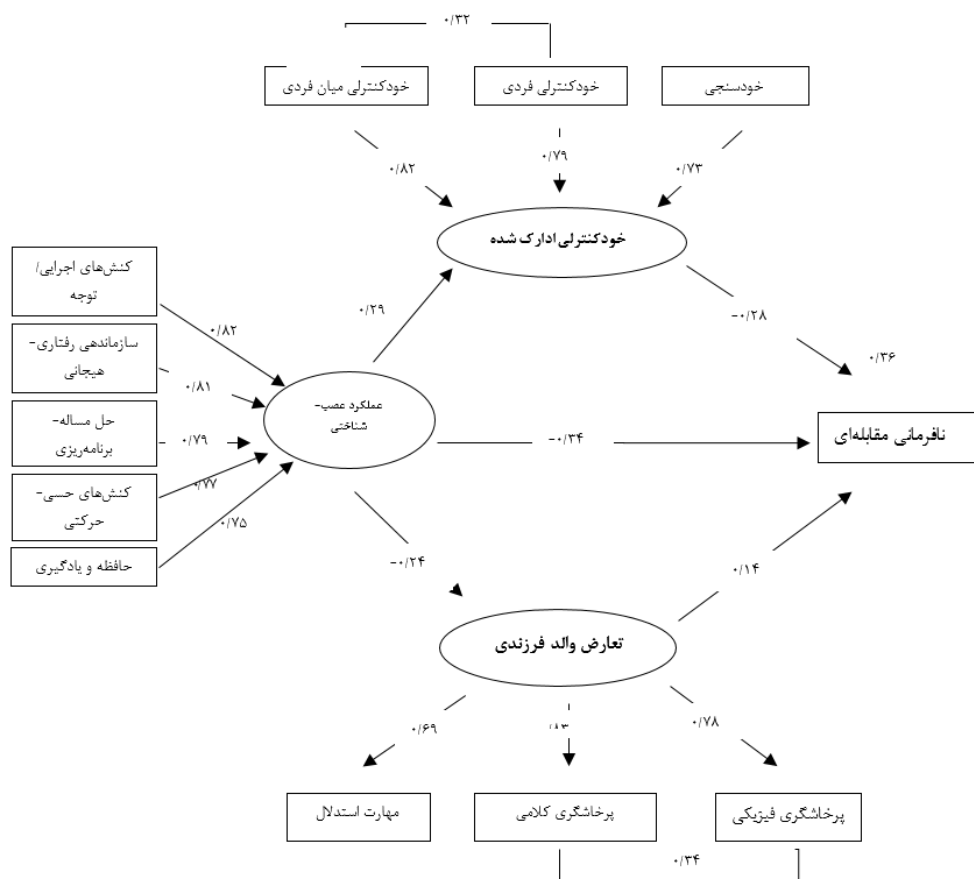 ۰/۳۲
خودسنجی
خودکنترلی فردی
خودکنترلی میان فردی
۰/۷۳
۰/۷۹
۰/۸۲
خودکنترلی ادارک شده
کنش‌های اجرایی/
توجه
۰/۸۲
۰/۲۹
-۰/۲۸
۰/۳۶
سازماندهی رفتاری-
هیجانی
۰/۸۱
عملکرد عصب-
شناختی
حل مساله-
برنامه‌ریزی
۰/۷۹
-۰/۳۴
نافرمانی مقابله‌ای
کنش‌های حسی-
حرکتی
۰/۷۷
حافظه و یادگیری
۰/۷۵
-۰/۲۴
۰/۱۴
تعارض والد فرزندی
۰/۷۸
۰/۶۹
پرخاشگری فیزیکی
پرخاشگری کلامی
مهارت استدلال
۰/۳۴